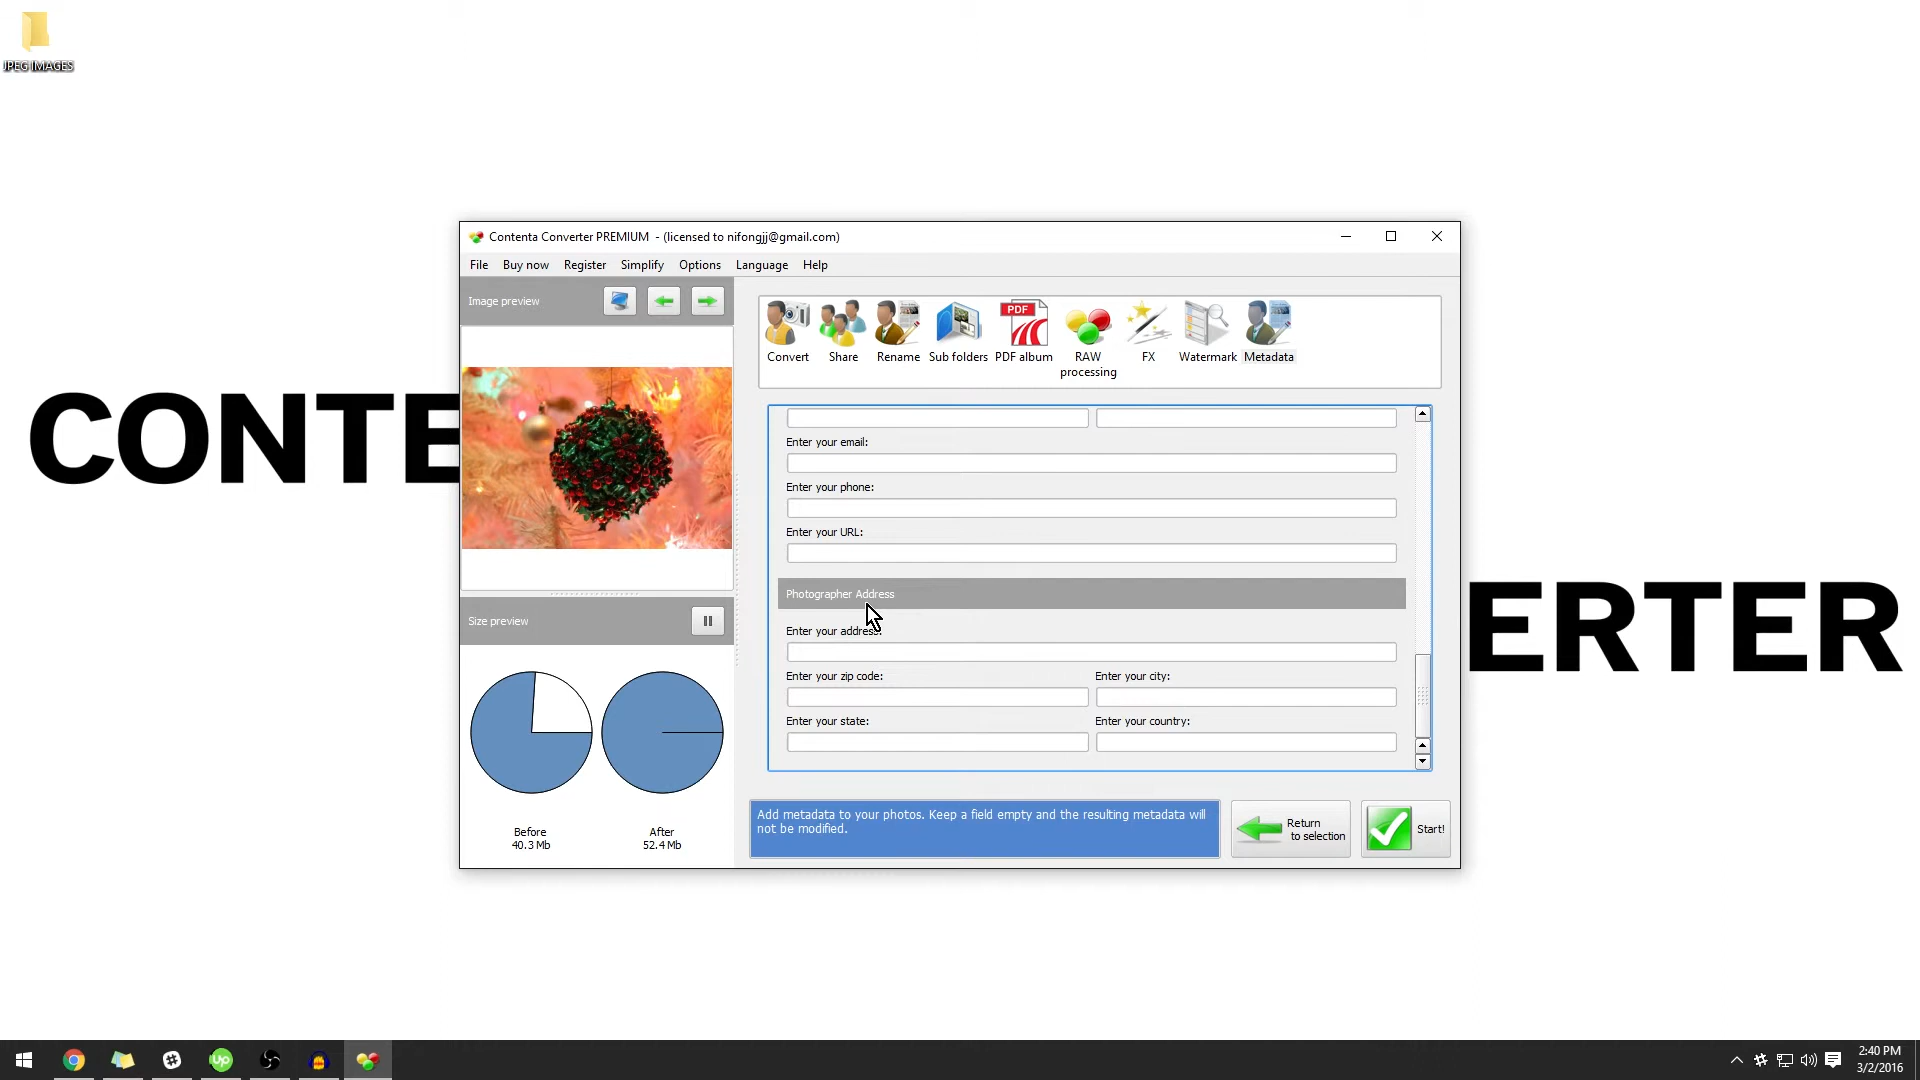 JPEG IMAGES
CONTE
ERTER
Contenta Converter PREMIUM - (licensed to nifongjj@gmail.com)
File Buy now Register Simplify Options Language Help
Image preview
Convert Share Rename Sub folders PDF album RAW processing FX Watermark Metadata
PDF
Enter your email:
Enter your phone:
Enter your URL:
Photographer Address
Enter your address:
Enter your zip code: Enter your city:
Enter your state: Enter your country:
Size preview
Before After
40.3 Mb 52.4 Mb
Add metadata to your photos. Keep a field empty and the resulting metadata will
not be modified.
Return
to selection
Start!
up
2:40 PM
3/2/2016